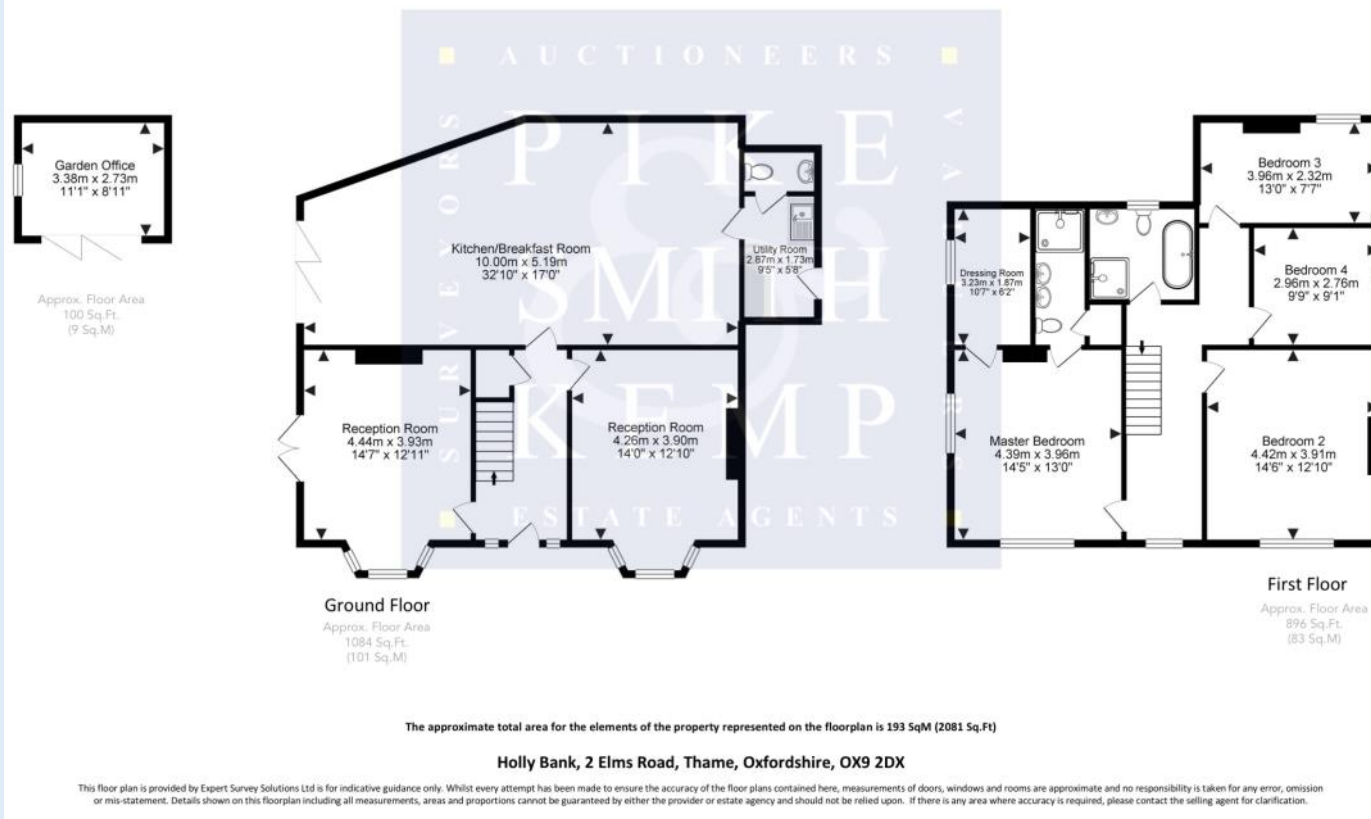 AUCTIONEERS
SURVEYORS
PIKE
SMITH
&
KEMP
ESTATE AGENTS
Garden Office
3.38m x 2.73m
11'1" x 8'11"
Approx. Floor Area
100 Sq.Ft.
(9 Sq.M)
Kitchen/Breakfast Room
10.00m x 5.19m
32'10" x 17'0"
Utility Room
2.87m x 1.73m
9'5" x 5'8"
Reception Room
4.44m x 3.93m
14'7" x 12'11"
Reception Room
4.26m x 3.90m
14'0" x 12'10"
Ground Floor
Approx. Floor Area
1084 Sq.Ft.
(101 Sq.M)
Bedroom 3
3.96m x 2.32m
13'0" x 7'7"
Dressing Room
3.23m x 1.87m
10'7" x 6'2"
Bedroom 4
2.96m x 2.76m
9'9" x 9'1"
Master Bedroom
4.39m x 3.96m
14'5" x 13'0"
Bedroom 2
4.42m x 3.91m
14'6" x 12'10"
First Floor
Approx. Floor Area
896 Sq.Ft.
(83 Sq.M)
The approximate total area for the elements of the property represented on the floorplan is 193 SqM (2081 Sq.Ft)
Holly Bank, 2 Elms Road, Thame, Oxfordshire, OX9 2DX
This floor plan is provided by Expert Survey Solutions Ltd is for indicative guidance only. Whilst every attempt has been made to ensure the accuracy of the floor plans contained here, measurements of doors, windows and rooms are approximate and no responsibility is taken for any error, omission
or mis-statement. Details shown on this floorplan including all measurements, areas and proportions cannot be guaranteed by either the provider or estate agency and should not be relied upon. If there is any area where accuracy is required, please contact the selling agent for clarification.